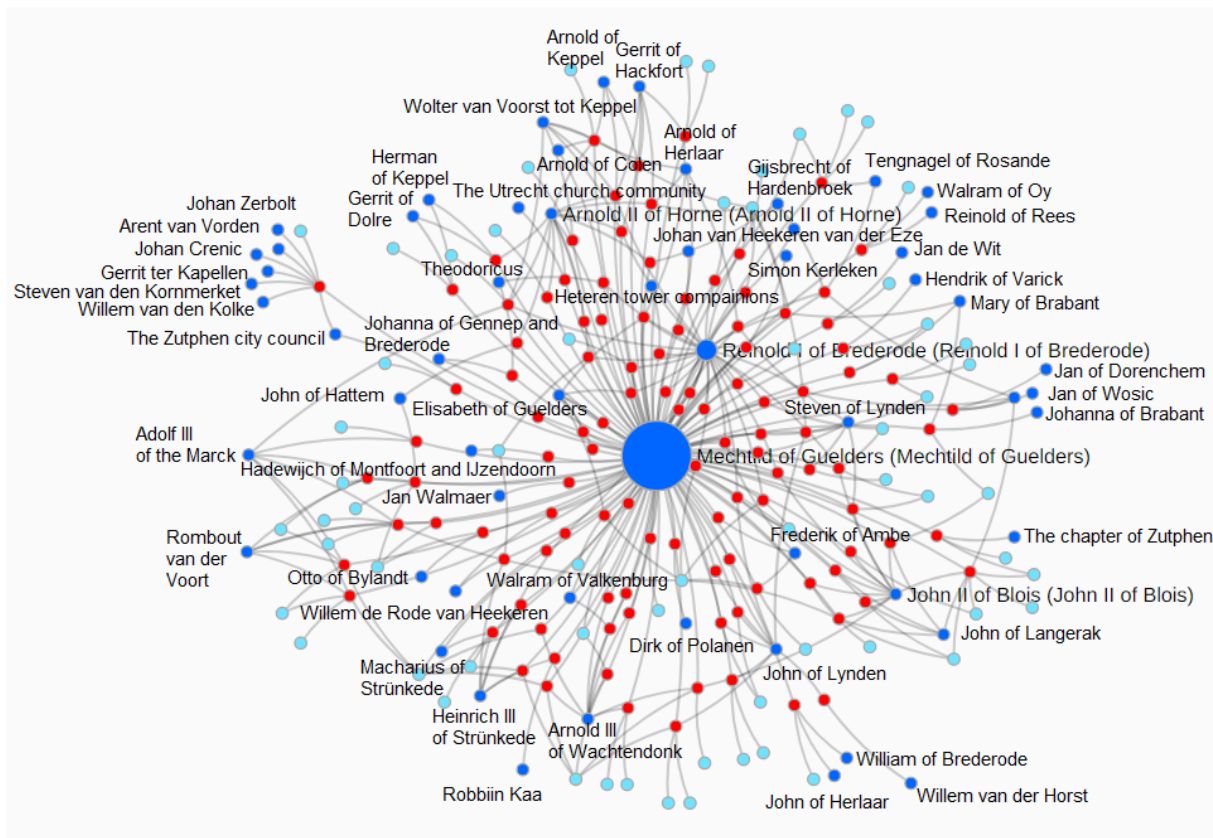 Arnold of
Keppel
Gerrit of
Hackfort
Wolter van Voorst tot Keppel
Arnold of
Herlaar
Arnold of Colen
Herman
of Keppel
Gijsbrecht of
Hardenbroek
Tengnagel of Rosande
The Utrecht church community
Walram of Oy
Gerrit of
Dolre
Arnold II of Horne (Arnold II of Horne)
Reinold of Rees
Johan Zerbolt
Arent van Vorden
Johan van Heekeren van der Eze
Johan Crenic
Jan de Wit
Gerrit ter Kapellen
Theodoricus
Simon Kerleken
Hendrik of Varick
Steven van den Kornmerket
Heteren tower compainions
Willem van den Kolke
Mary of Brabant
The Zutphen city council
Johanna of Gennep and
Brederode
Reinold I of Brederode (Reinold I of Brederode)
Jan of Dorenchem
John of Hattem
Elisabeth of Guelders
Steven of Lynden
Jan of Wosic
Johanna of Brabant
Adolf III
of the Marck
Mechtild of Guelders (Mechtild of Guelders)
Hadewijch of Montfoort and IJzendoorn
Jan Walmaer
Rombout
van der
Voort
Frederik of Ambe
The chapter of Zutphen
Otto of Bylandt
Walram of Valkenburg
John II of Blois (John II of Blois)
Willem de Rode van Heekeren
Dirk of Polanen
John of Langerak
Macharius of
Strünkede
John of Lynden
Heinrich III
of Strünkede
Arnold III
of Wachtendonk
William of Brederode
Robbiin Kaa
John of Herlaar
Willem van der Horst